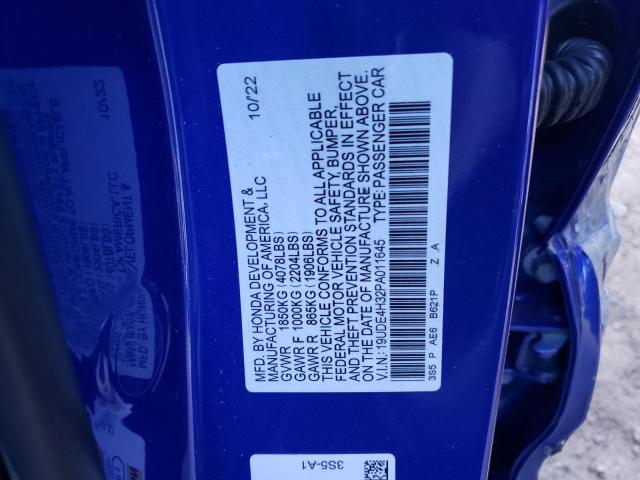 MFD. BY HONDA DEVELOPMENT & 10/22
MANUFACTURING OF AMERICA, LLC
GVWR 1850KG (4078LBS)
GAWR F 1000KG (2204LBS)
GAWR R 865KG (1906LBS)
THIS VEHICLE CONFORMS TO ALL APPLICABLE
FEDERAL MOTOR VEHICLE SAFETY, BUMPER,
AND THEFT PREVENTION STANDARDS IN EFFECT
ON THE DATE OF MANUFACTURE SHOWN ABOVE.
V.I.N.:19UDE4H32PA01645 TYPE:PASSENGER CAR
3S5 P AE6 B621P Z A
3S5-A1